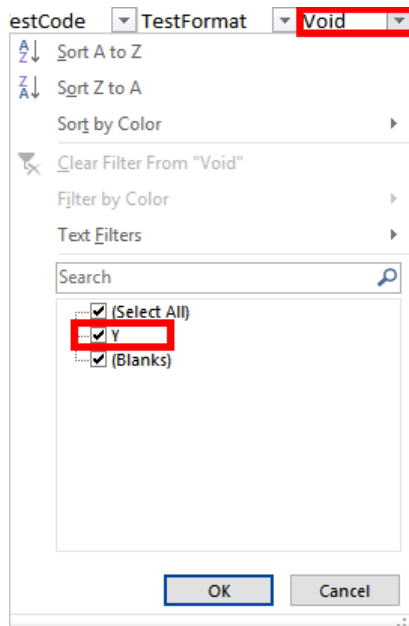 estCode TestFormat Void
Sort A to Z
Sort Z to A
Sort by Color
Clear Filter From "Void"
Filter by Color
Text Filters
Search
(Select All)
Y
(Blanks)
OK Cancel